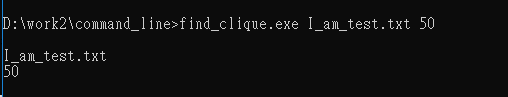 D:\work2\command_line>find_clique.exe I_am_test.txt 50
I_am_test.txt
50